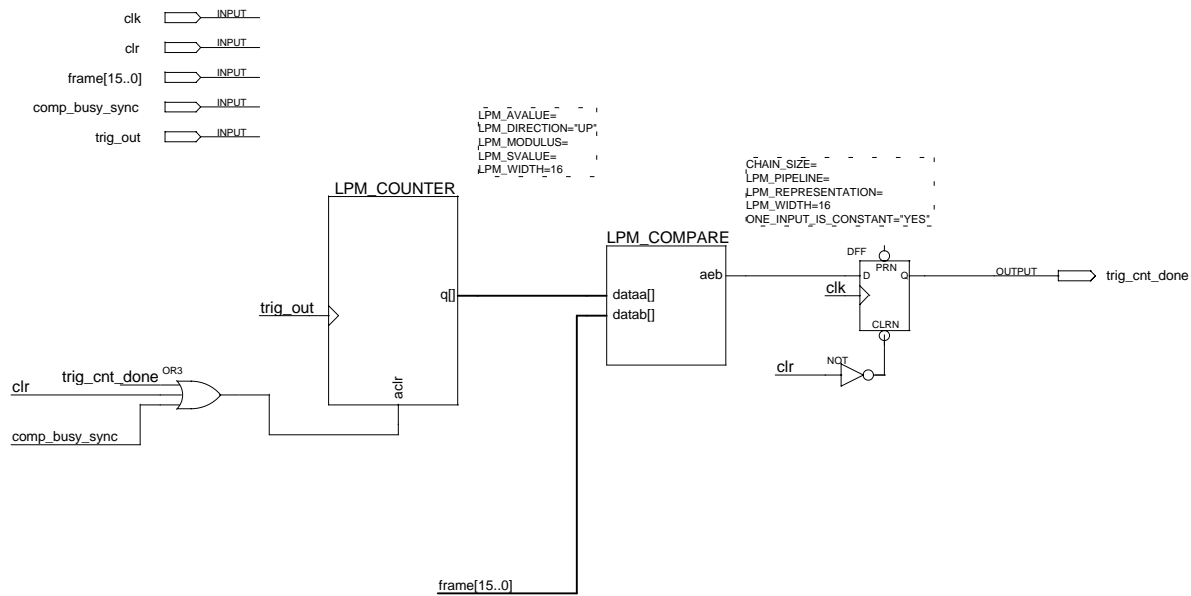 clk INPUT
clr INPUT
frame[15..0] INPUT
comp_busy_sync INPUT
trig_out INPUT
LPM_AVALUE=
LPM_DIRECTION="UP"
LPM_MODULUS=
LPM_SVALUE=
LPM_WIDTH=16
CHAIN_SIZE=
LPM_PIPELINE=
LPM_REPRESENTATION=
LPM_WIDTH=16
ONE_INPUT_IS_CONSTANT="YES"
LPM_COUNTER
trig_out
q[]
aclr
LPM_COMPARE
aeb
dataa[]
datab[]
DFF
PRN
D
Q
clk
CLRN
OUTPUT
trig_cnt_done
clr
NOT
trig_cnt_done
OR3
clr
comp_busy_sync
frame[15..0]